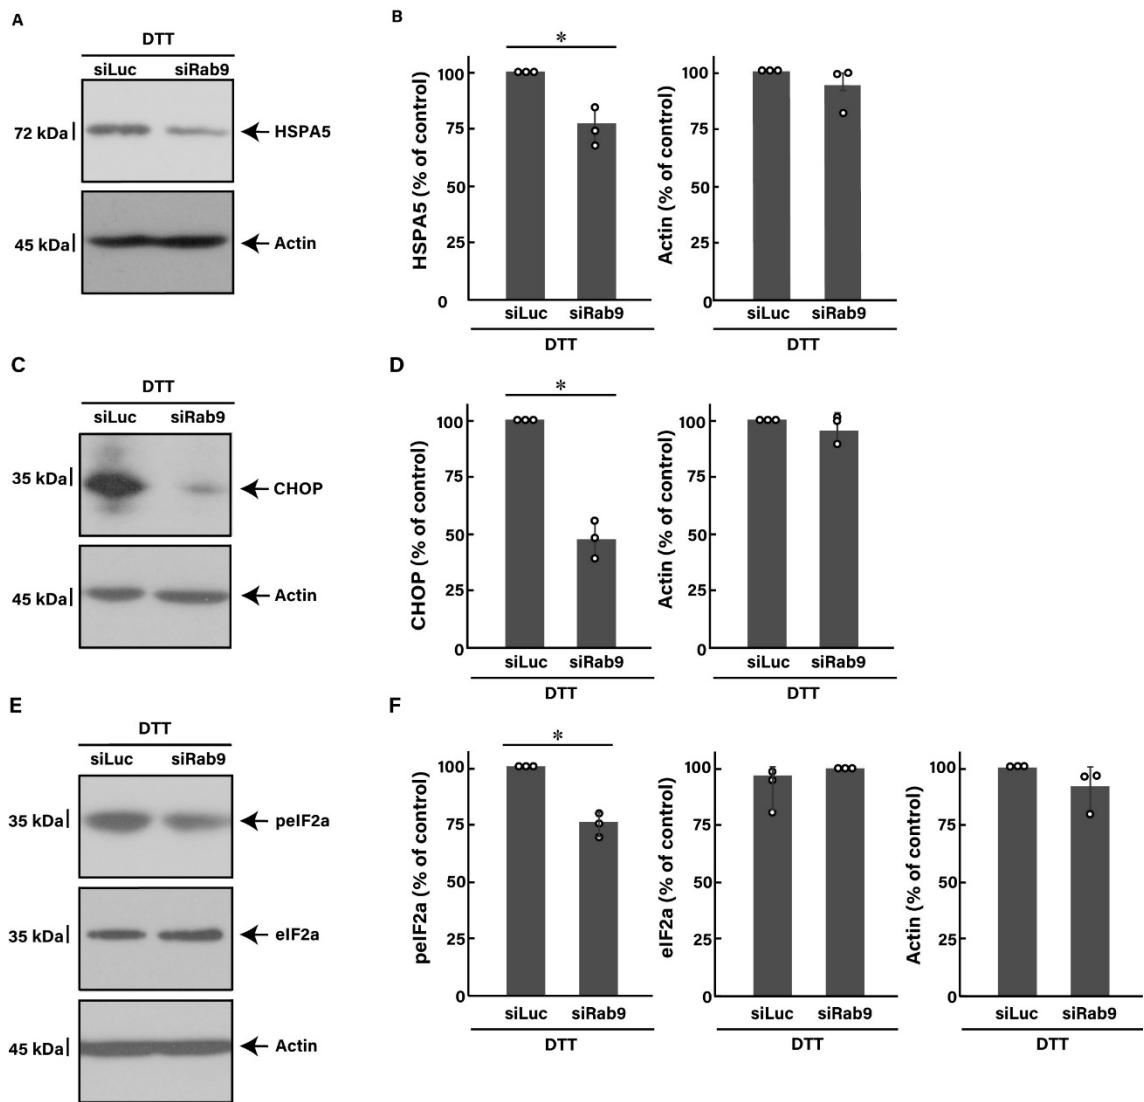 A
DTT
siLuc siRab9
72 kDa
HSPA5
45 kDa
Actin
B
*
HSPA5 (% of control)
100
75
50
25
0
siLuc siRab9
DTT
Actin (% of control)
100
75
50
25
0
siLuc siRab9
DTT
C
DTT
siLuc siRab9
35 kDa
CHOP
45 kDa
Actin
D
*
CHOP (% of control)
100
75
50
25
0
siLuc siRab9
DTT
Actin (% of control)
100
75
50
25
0
siLuc siRab9
DTT
E
DTT
siLuc siRab9
35 kDa
peIF2a
35 kDa
eIF2a
45 kDa
Actin
F
*
peIF2a (% of control)
100
75
50
25
0
siLuc siRab9
DTT
eIF2a (% of control)
100
75
50
25
0
siLuc siRab9
DTT
Actin (% of control)
100
75
50
25
0
siLuc siRab9
DTT